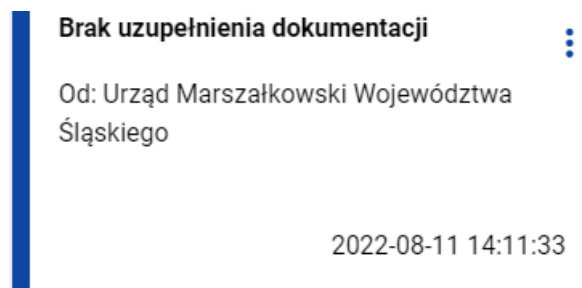 Brak uzupełnienia dokumentacji
Od: Urząd Marszałkowski Województwa
Śląskiego
2022-08-11 14:11:33